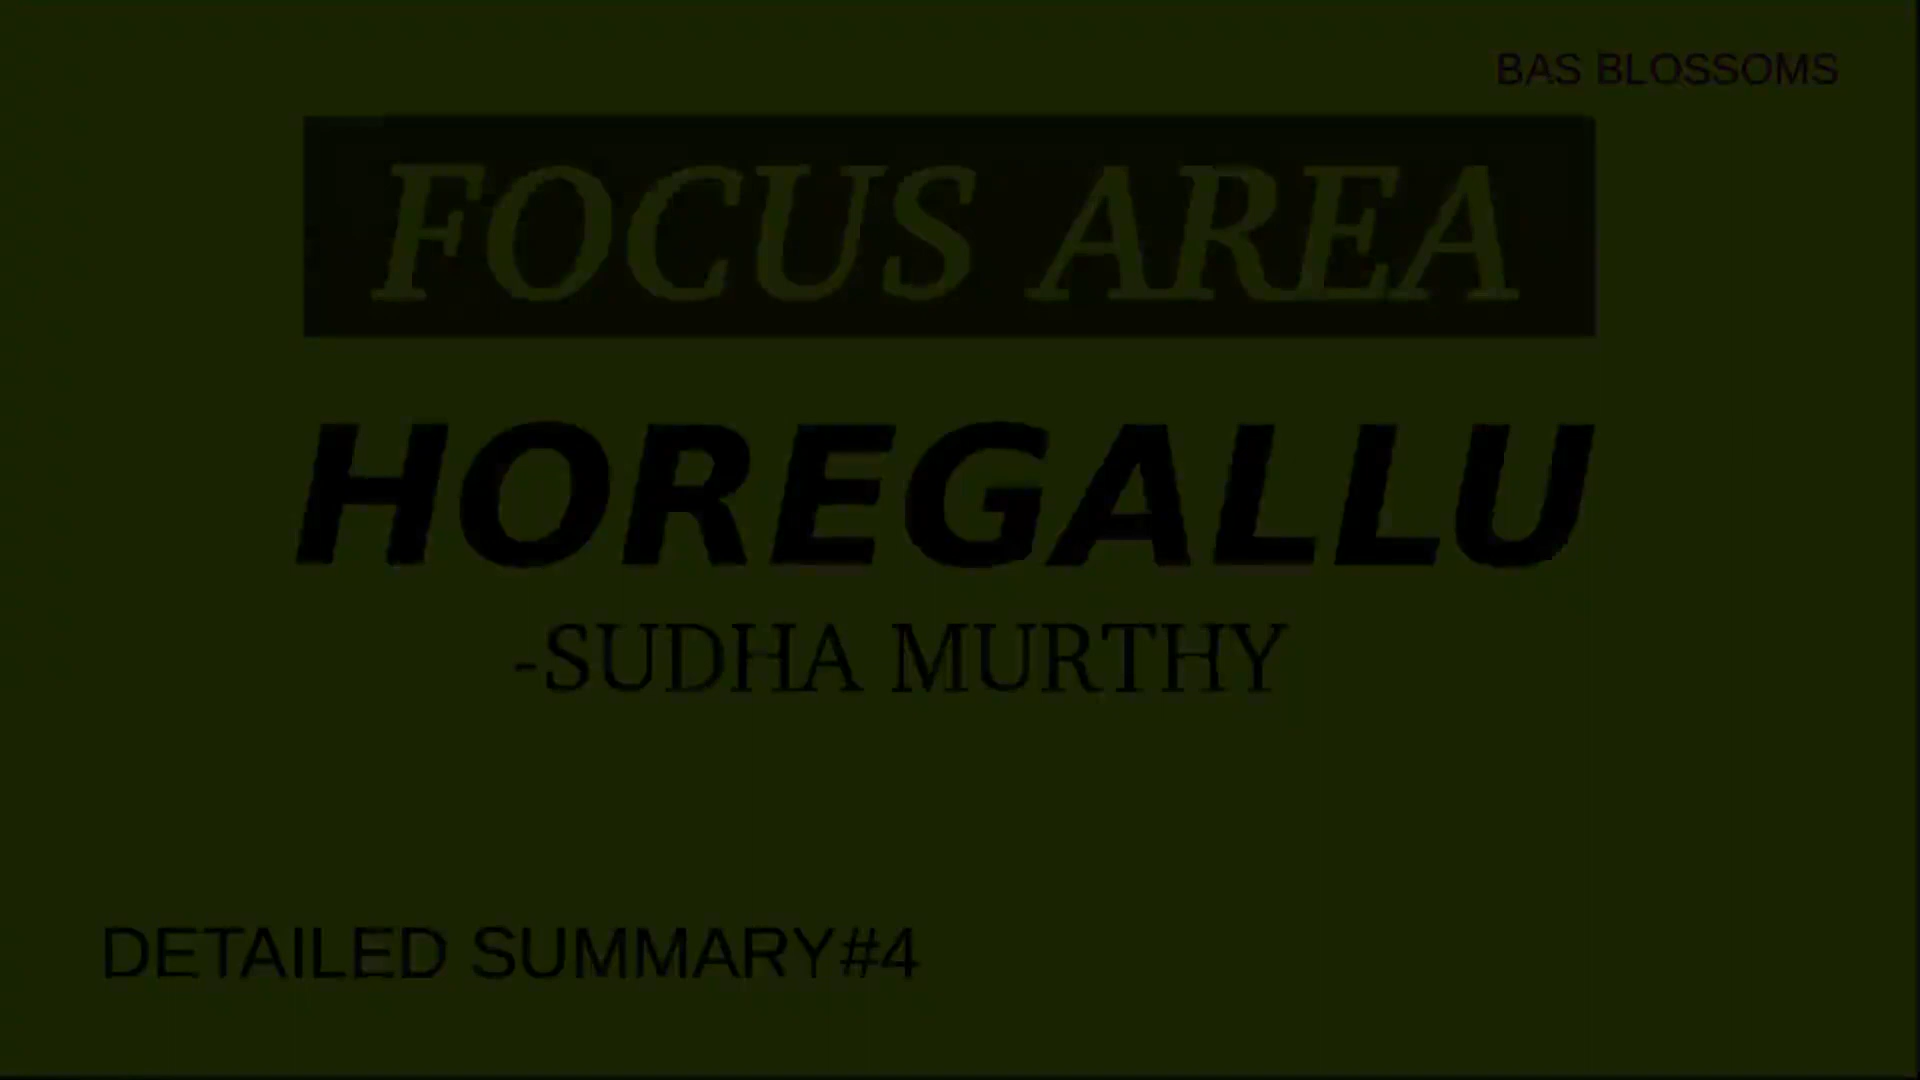 BAS BLOSSOMS
FOCUS AREA
HOREGALLU
-SUDHA MURTHY
DETAILED SUMMARY#4